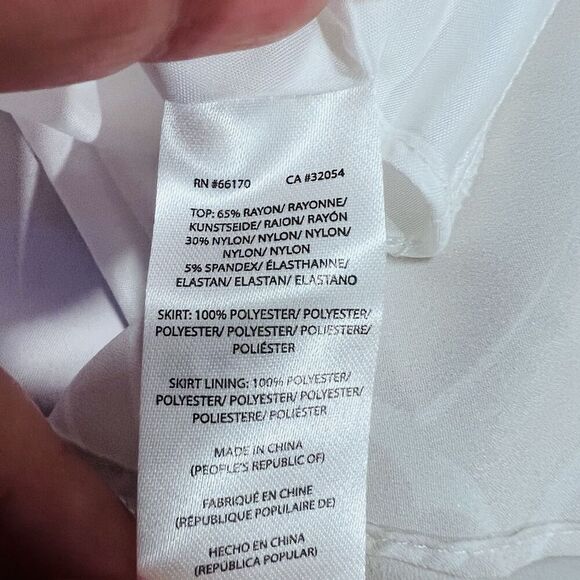 RN #66170 CA #32054
TOP: 65% RAYON/ RAYONNE/
KUNSTSEIDE/ RAION/ RAYÓN
30% NYLON/ NYLON/ NYLON/
NYLON/ NYLON
5% SPANDEX/ ÉLASTHANNE/
ELASTAN/ ELASTAN/ ELASTANO
SKIRT: 100% POLYESTER/ POLYESTER/
POLYESTER/ POLYESTER/ POLIESTERE/
POLIÉSTER
SKIRT LINING: 100% POLYESTER/
POLYESTER/ POLYESTER/ POLYESTER/
POLIESTERE/ POLIÉSTER
MADE IN CHINA
(PEOPLE'S REPUBLIC OF)
FABRIQUÉ EN CHINE
(RÉPUBLIQUE POPULAIRE DE)
HECHO EN CHINA
(REPÚBLICA POPULAR)